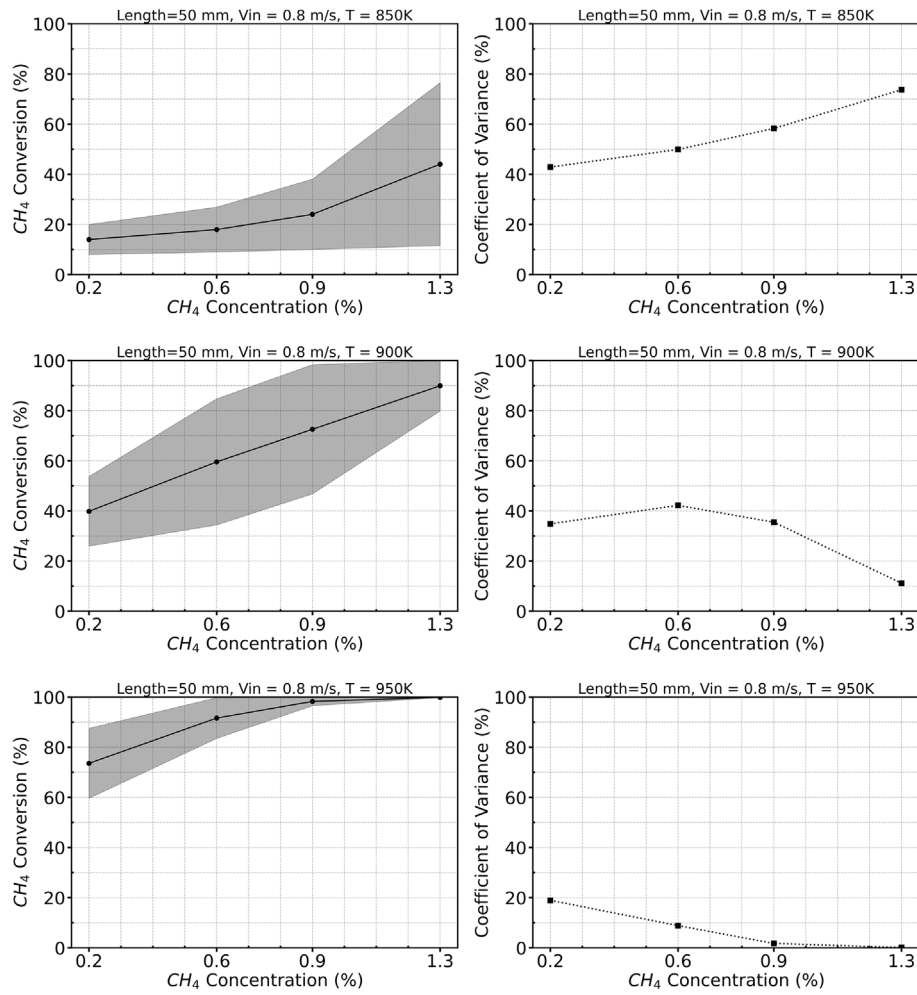 Length=50 mm, Vin = 0.8 m/s, T = 850K
CH4 Conversion (%)
100
80
60
40
20
0
0.2 0.6 0.9 1.3
CH4 Concentration (%)
Length=50 mm, Vin = 0.8 m/s, T = 850K
Coefficient of Variance (%)
100
80
60
40
20
0
0.2 0.6 0.9 1.3
CH4 Concentration (%)
Length=50 mm, Vin = 0.8 m/s, T = 900K
CH4 Conversion (%)
100
80
60
40
20
0
0.2 0.6 0.9 1.3
CH4 Concentration (%)
Length=50 mm, Vin = 0.8 m/s, T = 900K
Coefficient of Variance (%)
100
80
60
40
20
0
0.2 0.6 0.9 1.3
CH4 Concentration (%)
Length=50 mm, Vin = 0.8 m/s, T = 950K
CH4 Conversion (%)
100
80
60
40
20
0
0.2 0.6 0.9 1.3
CH4 Concentration (%)
Length=50 mm, Vin = 0.8 m/s, T = 950K
Coefficient of Variance (%)
100
80
60
40
20
0
0.2 0.6 0.9 1.3
CH4 Concentration (%)